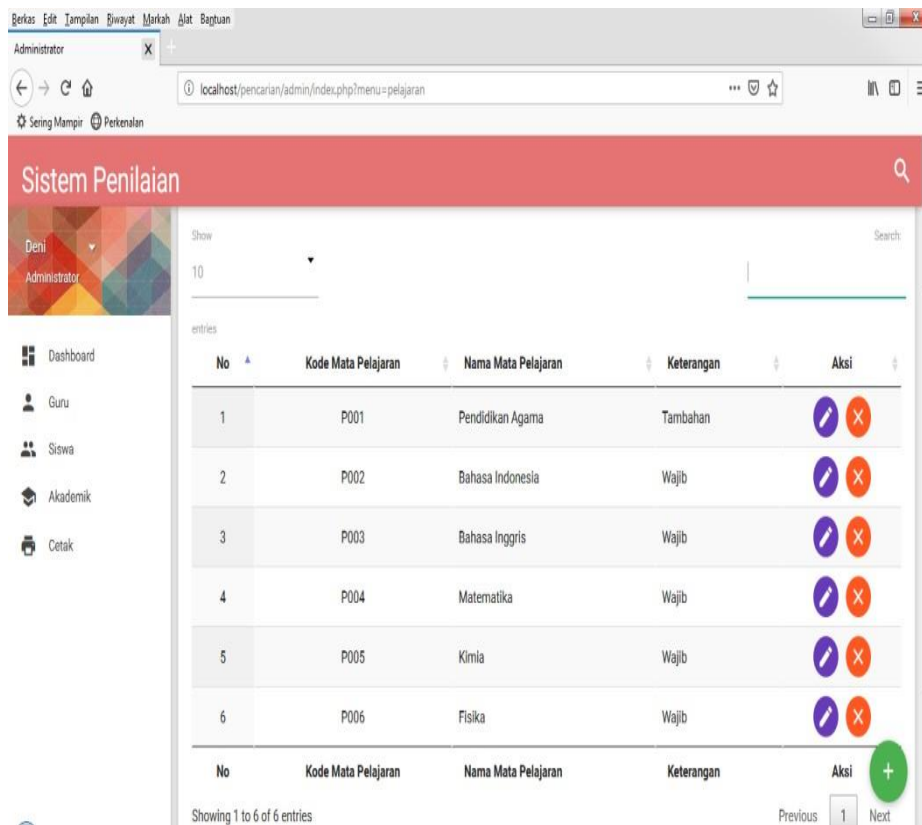 Berkas Edit Tampilan Riwayat Markah Alat Bantuan
Administrator
localhost/pencarian/admin/index.php?menu=pelajaran
Sering Mampir Perkenalan
Sistem Penilaian
Deni
Administrator
Dashboard
Guru
Siswa
Akademik
Cetak
Show
Search:
10
entries
No Kode Mata Pelajaran Nama Mata Pelajaran Keterangan Aksi
1 P001 Pendidikan Agama Tambahan
2 P002 Bahasa Indonesia Wajib
3 P003 Bahasa Inggris Wajib
4 P004 Matematika Wajib
5 P005 Kimia Wajib
6 P006 Fisika Wajib
No Kode Mata Pelajaran Nama Mata Pelajaran Keterangan Aksi
Showing 1 to 6 of 6 entries
Previous 1 Next